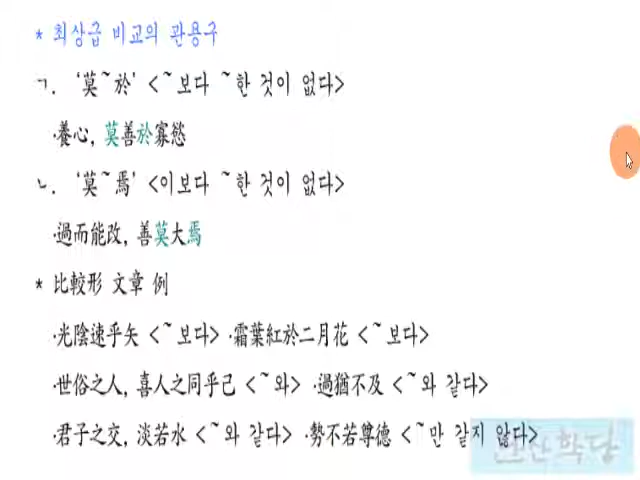 * 최상급 비교의 관용구
ㄱ. ‘莫~於’ <~보다 ~한 것이 없다>
·養心, 莫善於寡慾
ㄴ. ‘莫~焉’ <이보다 ~한 것이 없다>
·過而能改, 善莫大焉
* 比較形 文章 例
·光陰速乎矢 <~보다> ·霜葉紅於二月花 <~보다>
·世俗之人, 喜人之同乎己 <~와> ·過猶不及 <~와 같다>
·君子之交, 淡若水 <~와 같다> ·勢不若尊德 <~만 같지 않다>